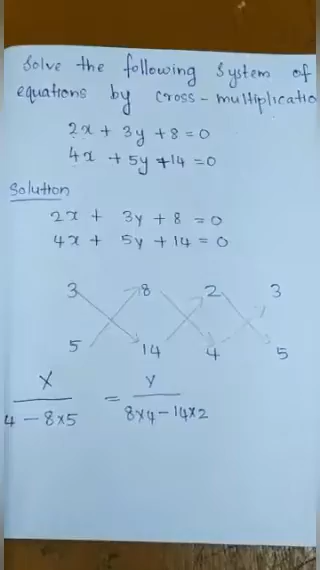 Solve the following System of
equations by cross-multiplicatio
2x + 3y + 8 = 0
4x + 5y + 14 = 0
Solution
2x + 3y + 8 = 0
4x + 5y + 14 = 0
3 8 2 3
5 14 4 5
x = y
4 - 8x5 8x4 - 14x2